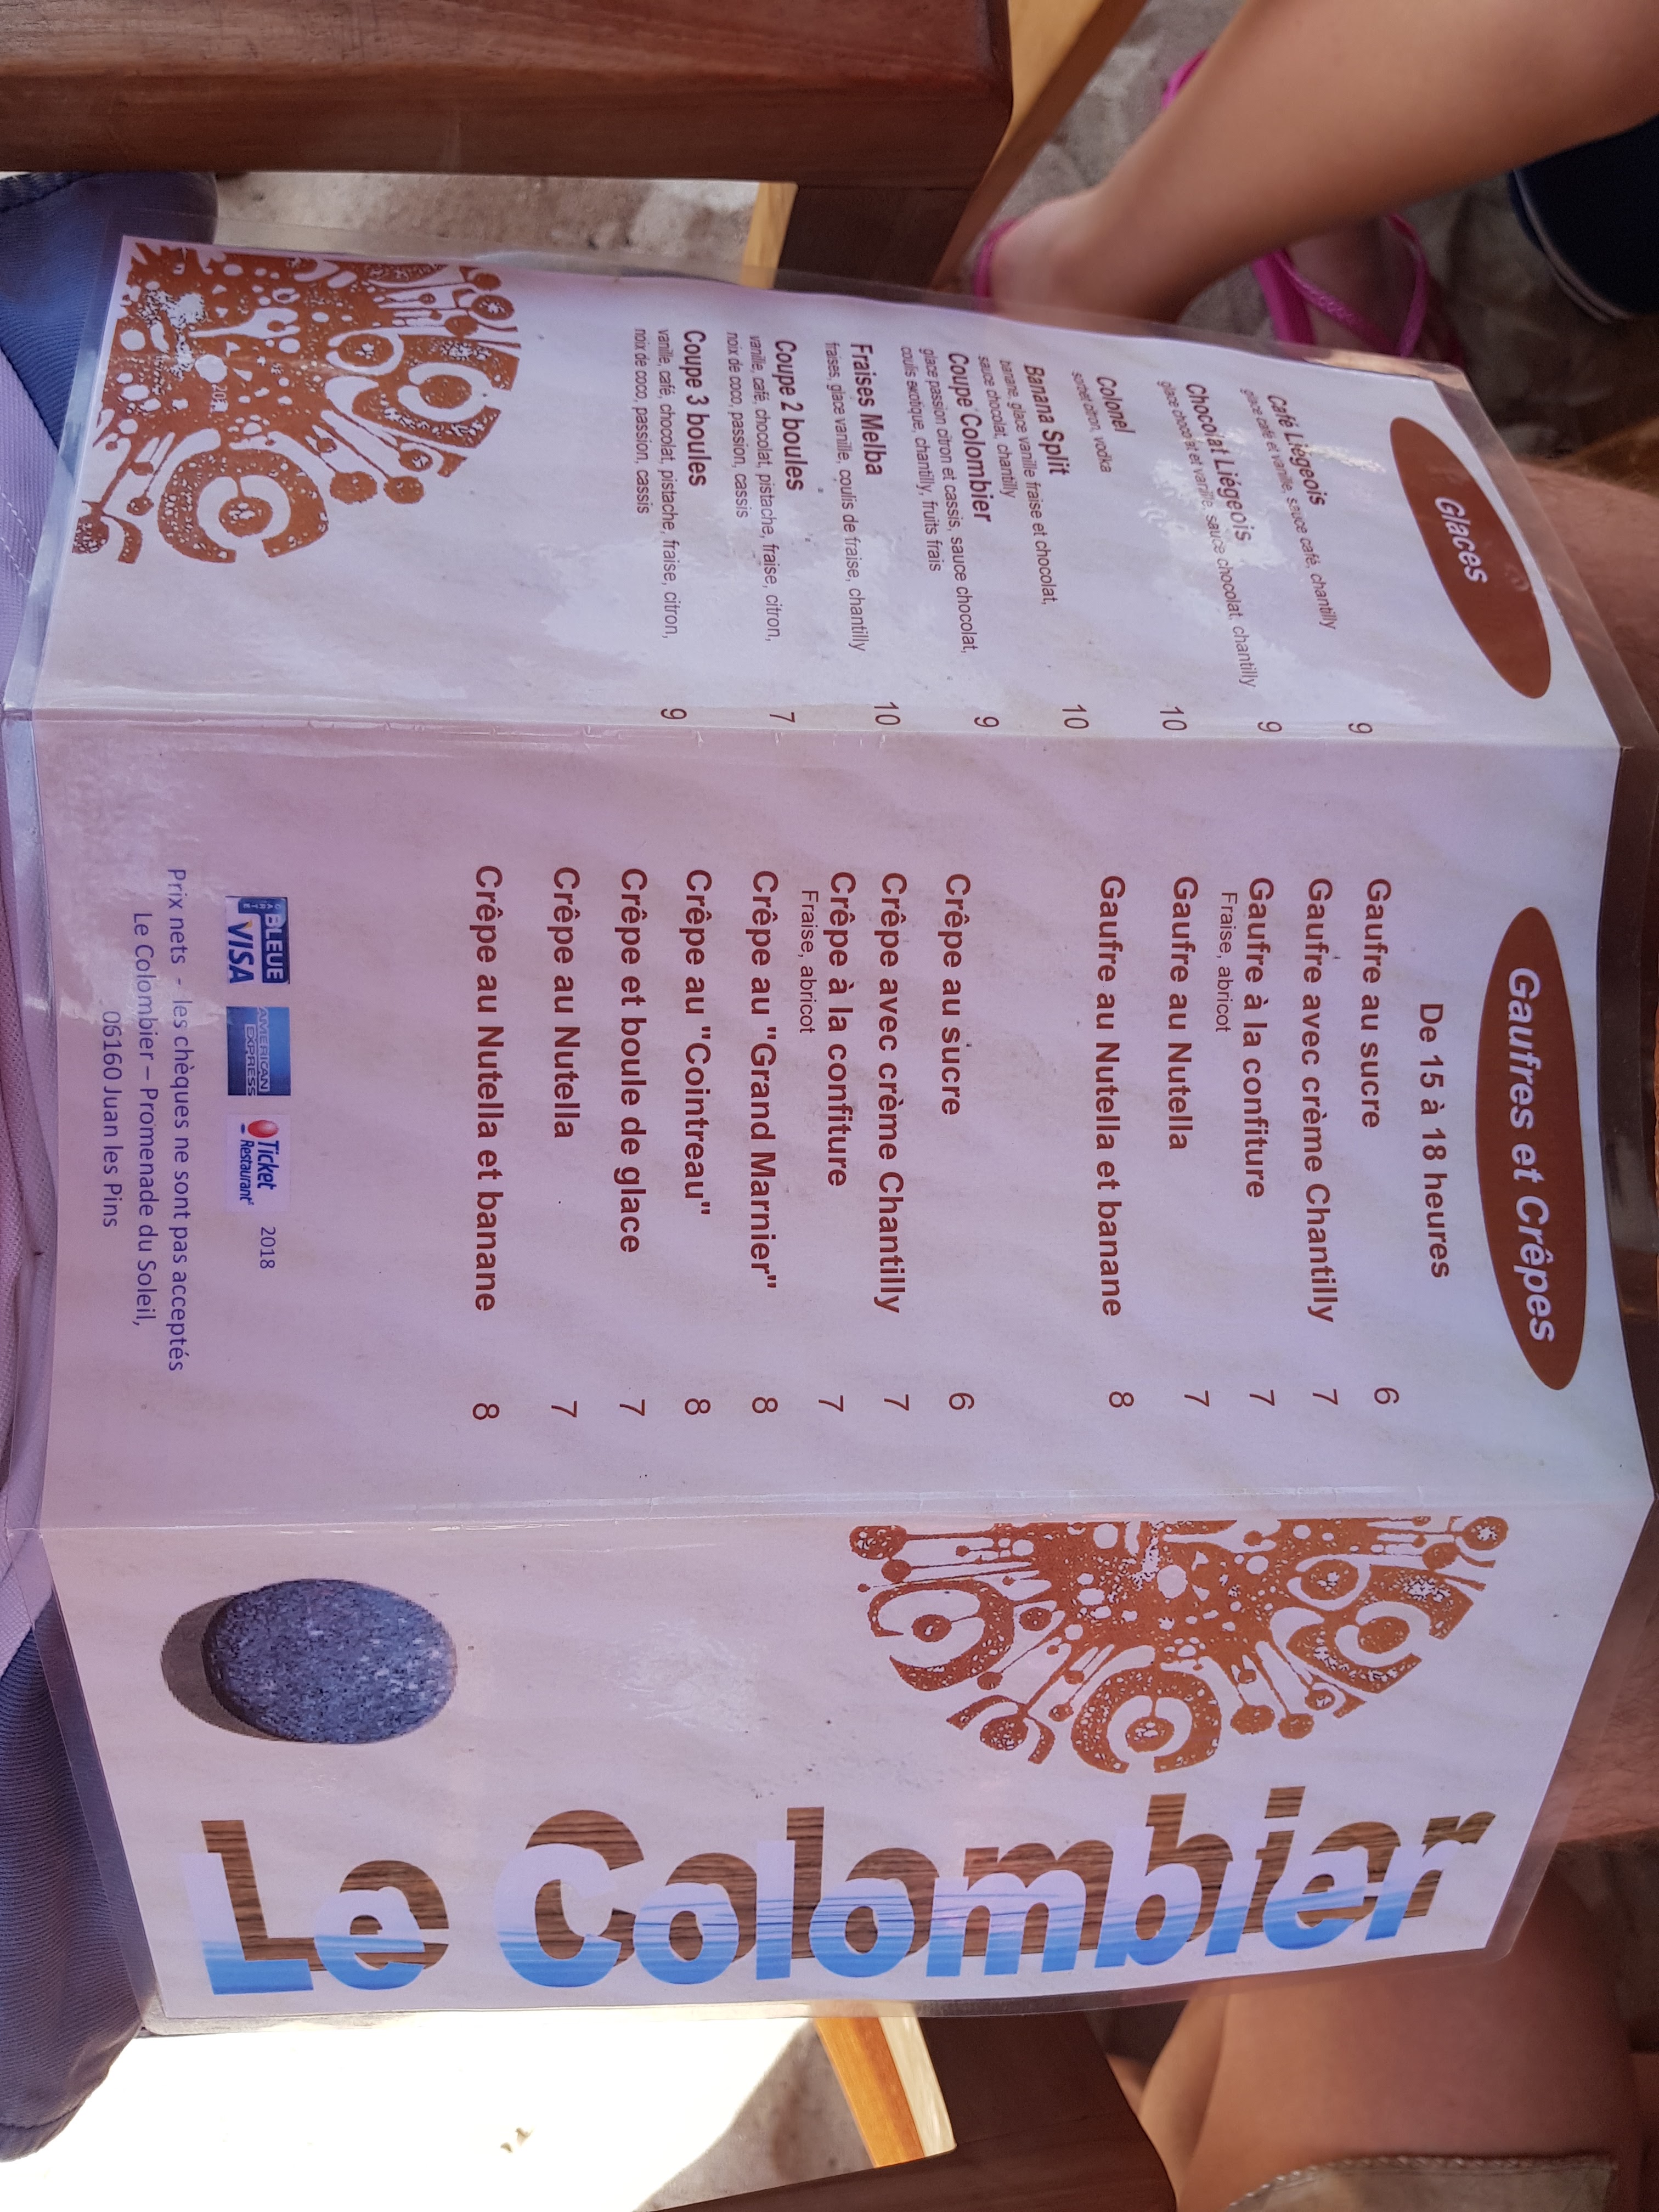 Glaces
Café Liégeois 9
glace café et vanille, sauce café, chantilly
Chocolat Liégeois 9
glace chocolat et vanille, sauce chocolat, chantilly
Colonel 10
sorbet citron, vodka
Banana Split 10
banane, glace vanille fraise et chocolat,
sauce chocolat, chantilly
Coupe Colombier 9
glace passion citron et cassis, sauce chocolat,
coulis exotique, chantilly, fruits frais
Fraises Melba 10
fraises, glace vanille, coulis de fraise, chantilly
Coupe 2 boules 7
vanille, café, chocolat, pistache, fraise, citron,
noix de coco, passion, cassis
Coupe 3 boules 9
vanille, café, chocolat, pistache, fraise, citron,
noix de coco, passion, cassis
Gaufres et Crêpes
De 15 à 18 heures
Gaufre au sucre 6
Gaufre avec crème Chantilly 7
Gaufre à la confiture 7
Fraise, abricot
Gaufre au Nutella 7
Gaufre au Nutella et banane 8
Crêpe au sucre 6
Crêpe avec crème Chantilly 7
Crêpe à la confiture 7
Fraise, abricot
Crêpe au "Grand Marnier" 8
Crêpe au "Cointreau" 8
Crêpe et boule de glace 7
Crêpe au Nutella 7
Crêpe au Nutella et banane 8
CARTE BLEUE
VISA
AMERICAN EXPRESS
Ticket Restaurant
2018
Prix nets - les chèques ne sont pas acceptés
Le Colombier – Promenade du Soleil,
06160 Juan les Pins
Le Colombier